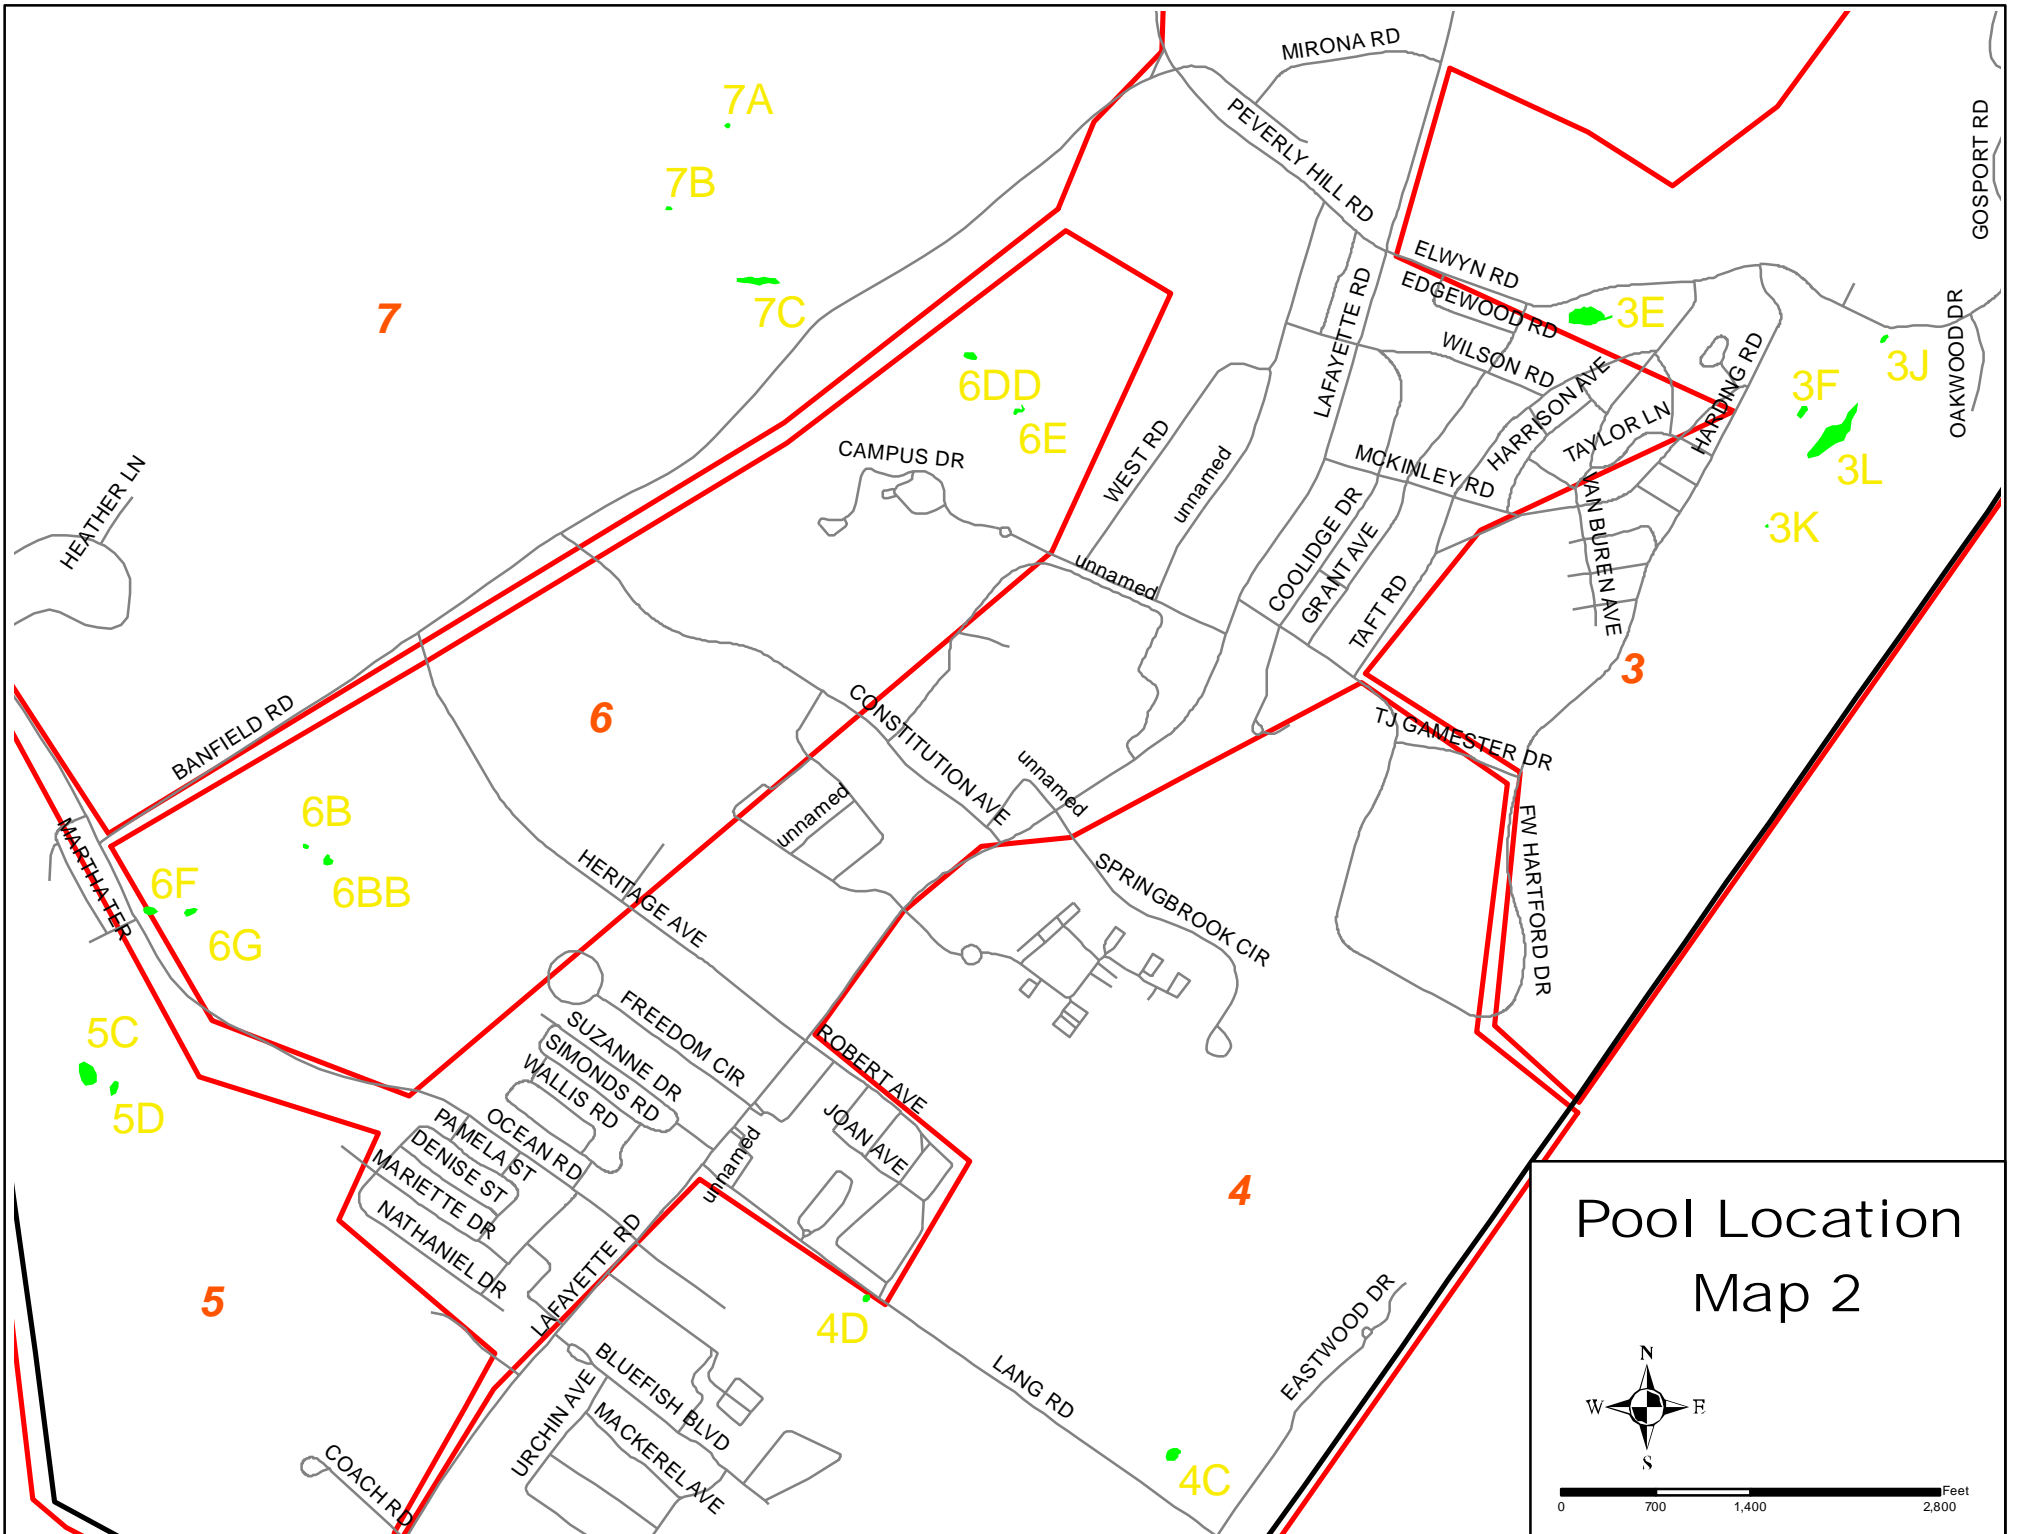 MIRONA RD
7A
PEVERLY HILL RD
GOSPORT RD
7B
ELWYN RD
EDGEWOOD RD
7C
7
LAFAYETTE RD
3E
WILSON RD
OAKWOOD DR
3J
6DD
3F
HARRISON AVE
HARDING RD
TAYLOR LN
6E
CAMPUS DR
WEST RD
unnamed
MCKINLEY RD
3L
HEATHER LN
VAN BUREN AVE
3K
COOLIDGE DR
GRANT AVE
unnamed
TAFT RD
3
BANFIELD RD
6
CONSTITUTION AVE
TJ GAMESTER DR
unnamed
unnamed
6B
MARTHA TER
6F
6BB
HERITAGE AVE
SPRINGBROOK CIR
FW HARTFORD DR
6G
5C
FREEDOM CIR
SUZANNE DR
SIMONDS RD
WALLIS RD
ROBERT AVE
5D
OCEAN RD
PAMELA ST
DENISE ST
MARIETTE DR
NATHANIEL DR
JOAN AVE
unnamed
4
5
LAFAYETTE RD
4D
EASTWOOD DR
BLUEFISH BLVD
URCHIN AVE
MACKEREL AVE
LANG RD
COACH RD
4C
Pool Location
Map 2
N
W E
S
Feet
0 700 1,400 2,800